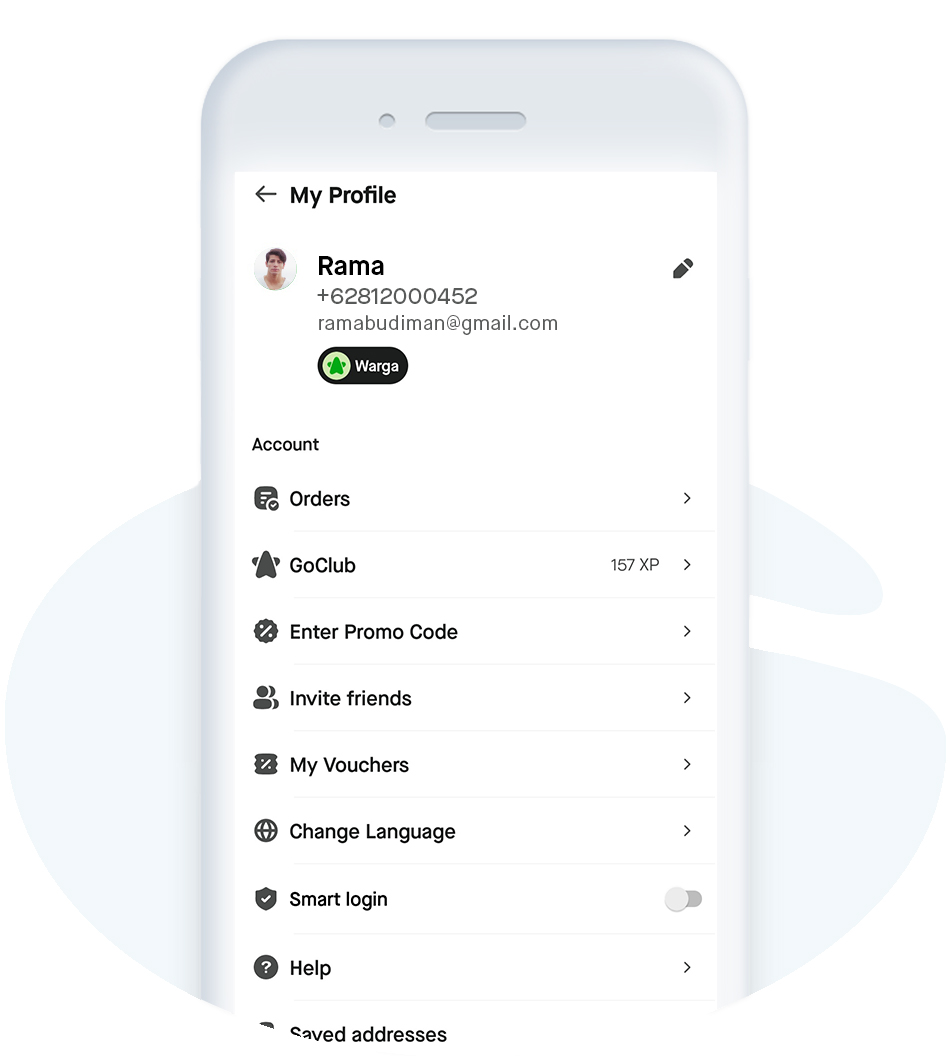 My Profile
Rama
+62812000452
ramabudiman@gmail.com
Warga
Account
Orders
GoClub 157 XP
Enter Promo Code
Invite friends
My Vouchers
Change Language
Smart login
Help
Saved addresses